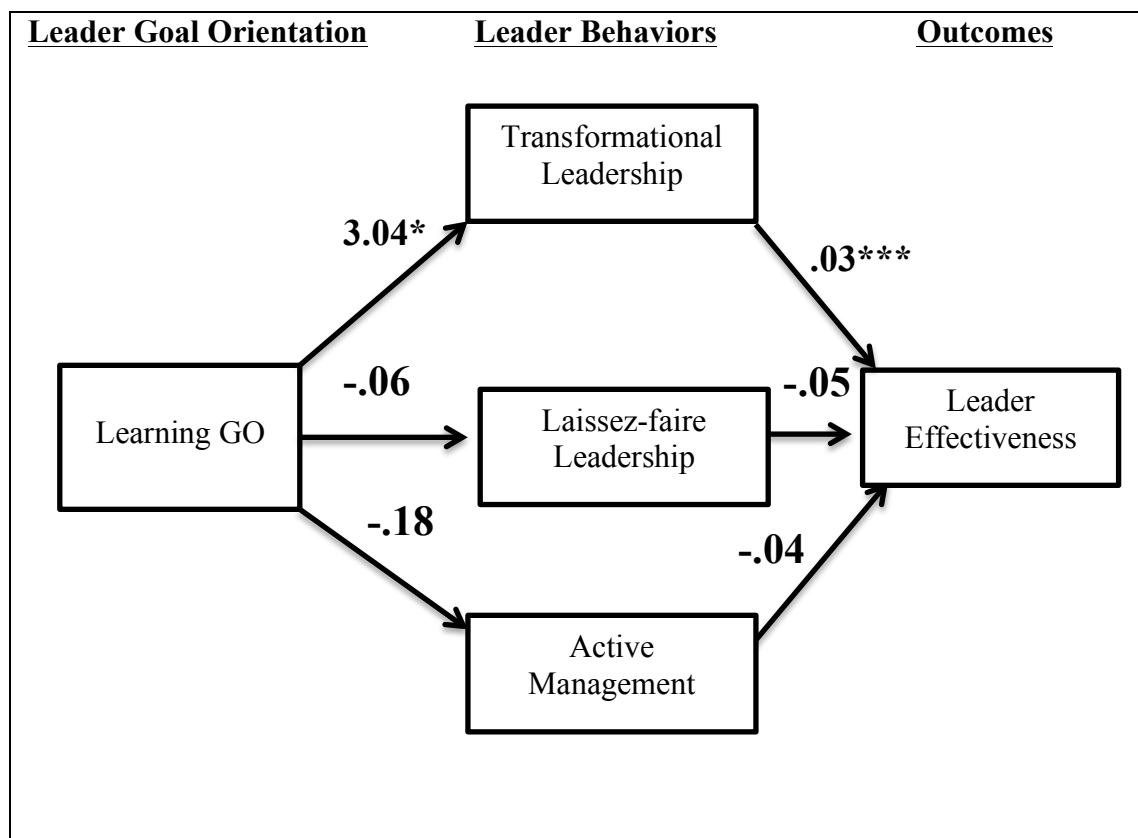 Leader Goal Orientation
Leader Behaviors
Outcomes
Transformational
Leadership
3.04*
.03***
-.06
-.05
Learning GO
Laissez-faire
Leadership
Leader
Effectiveness
-.18
-.04
Active
Management